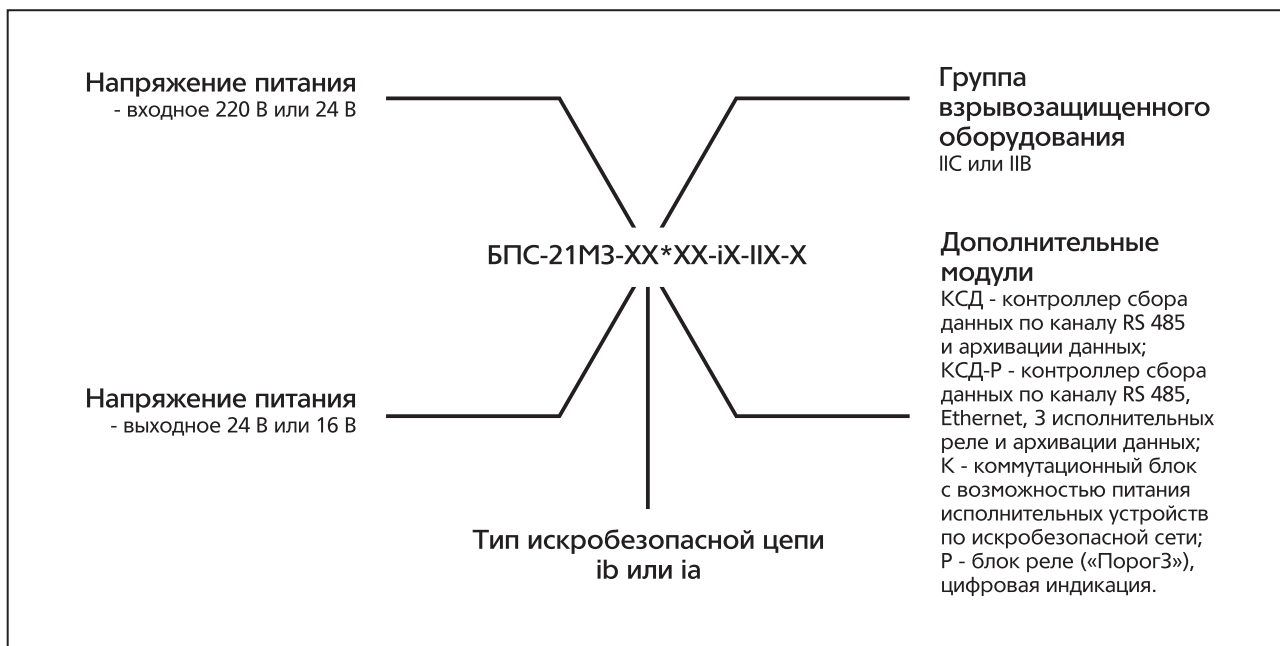 Напряжение питания
- входное 220 В или 24 В
Группа
взрывозащищенного
оборудования
IIC или IIB
БПС-21М3-XX*XX-iX-IIX-X
Напряжение питания
- выходное 24 В или 16 В
Тип искробезопасной цепи
ib или ia
Дополнительные
модули
КСД - контроллер сбора
данных по каналу RS 485
и архивации данных;
КСД-Р - контроллер сбора
данных по каналу RS 485,
Ethernet, 3 исполнительных
реле и архивации данных;
К - коммутационный блок
с возможностью питания
исполнительных устройств
по искробезопасной сети;
Р - блок реле («Порог3»),
цифровая индикация.